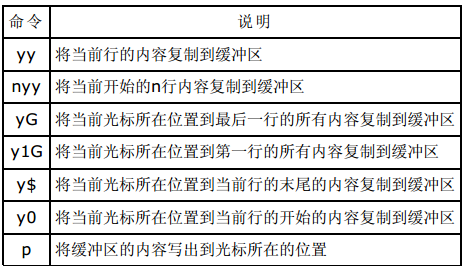 命令 说明
yy 将当前行的内容复制到缓冲区
nyy 将当前开始的n行内容复制到缓冲区
yG 将当前光标所在位置到最后一行的所有内容复制到缓冲区
y1G 将当前光标所在位置到第一行的所有内容复制到缓冲区
y$ 将当前光标所在位置到当前行的末尾的内容复制到缓冲区
y0 将当前光标所在位置到当前行的开始的内容复制到缓冲区
p 将缓冲区的内容写出到光标所在的位置